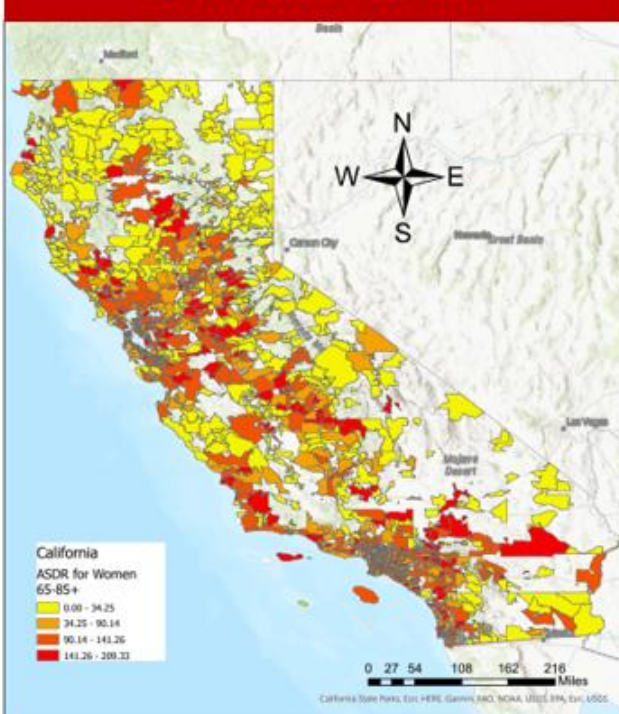 Medford
N
W E
S
Carson City
Great Basin
Las Vegas
Mojave
Desert
California
ASDR for Women
65-85+
0.00 - 34.25
34.25 - 90.14
90.14 - 141.26
141.26 - 209.33
0 27 54 108 162 216
Miles
California State Parks, Esri, HERE, Garmin, FAO, NOAA, USGS, EPA, Esri, USGS